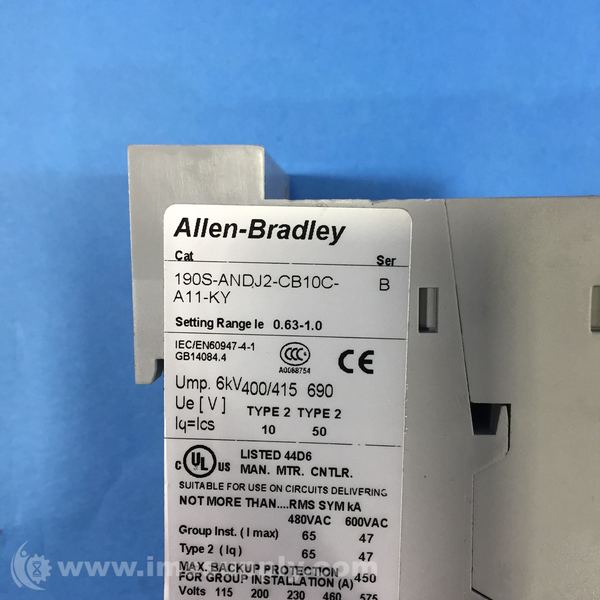 Allen-Bradley
Cat Ser
190S-ANDJ2-CB10C- B
A11-KY
Setting Range Ie 0.63-1.0
IEC/EN60947-4-1
GB14084.4
CCC
A0068754
CE
Ump. 6kV 400/415 690
Ue [ V ] TYPE 2 TYPE 2
Iq=Ics 10 50
c UL us LISTED 44D6
MAN. MTR. CNTLR.
SUITABLE FOR USE ON CIRCUITS DELIVERING
NOT MORE THAN....RMS SYM kA
480VAC 600VAC
Group Inst. ( I max) 65 47
Type 2 ( Iq ) 65 47
MAX. BACKUP PROTECTION
FOR GROUP INSTALLATION (A) 450
Volts 115 200 230 460 575